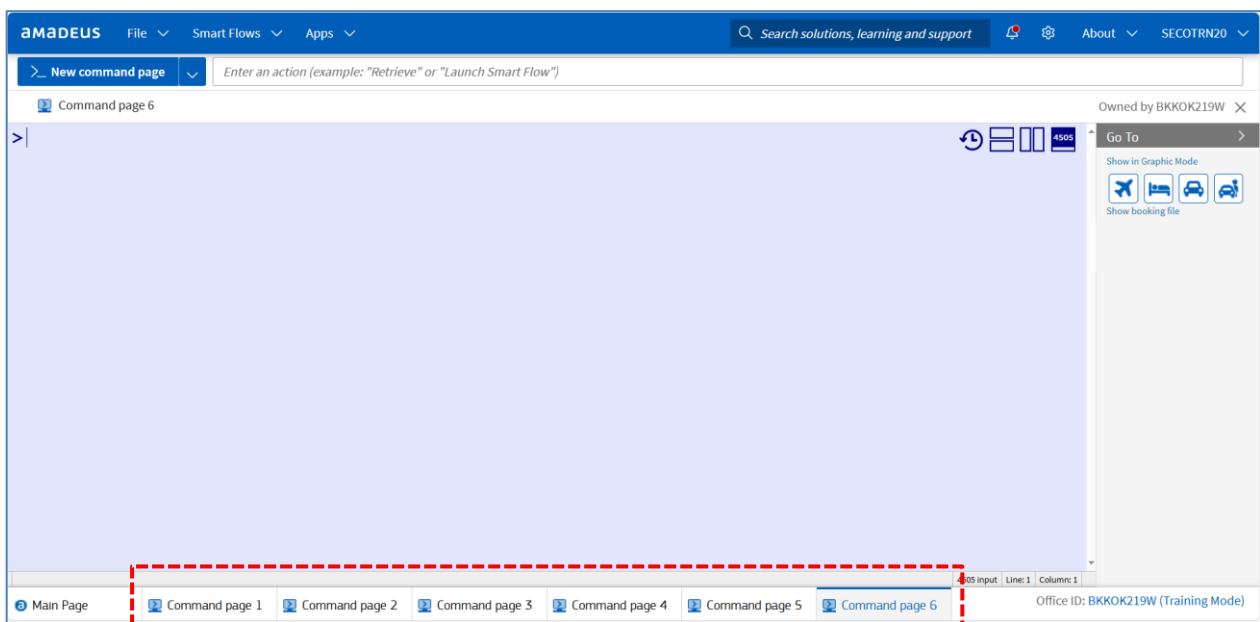 aмaDEUS File Smart Flows Apps Search solutions, learning and support About SECOTRN20
>_ New command page Enter an action (example: "Retrieve" or "Launch Smart Flow")
Command page 6 Owned by BKKOK219W
> 4505 Go To >
Show in Graphic Mode
Show booking file
4505 input Line: 1 Column: 1
a Main Page Command page 1 Command page 2 Command page 3 Command page 4 Command page 5 Command page 6 Office ID: BKKOK219W (Training Mode)